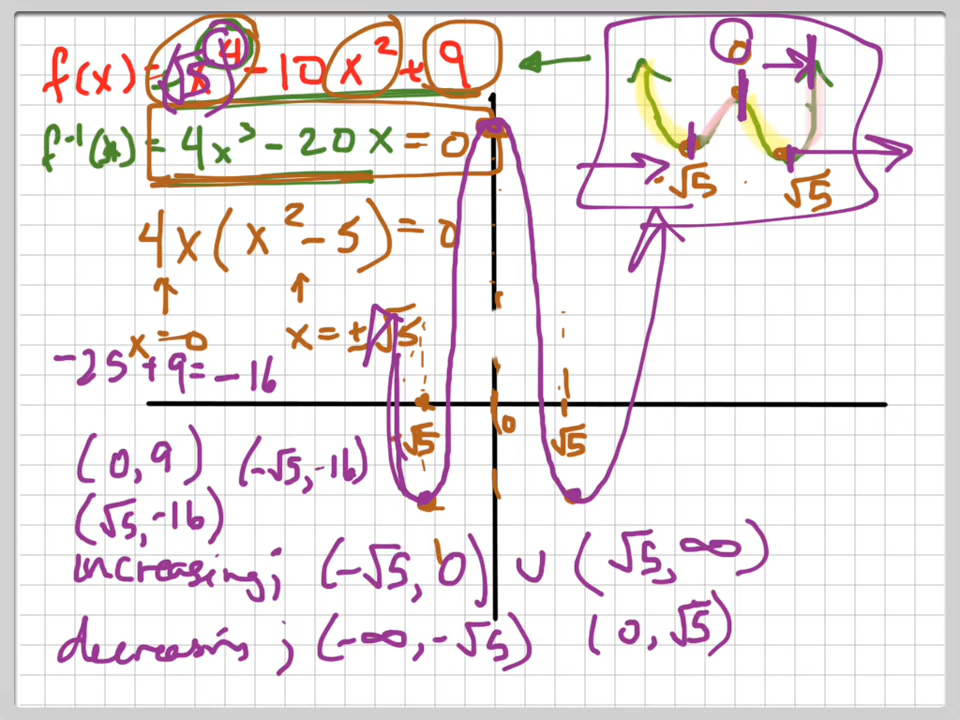 f(x) = x⁴ - 10x² + 9
√5
f⁻¹(x) = 4x³ - 20x = 0
0
-√5 √5
4x(x² - 5) = 0
x = 0 x = ±√5
-25 + 9 = -16
√5 0 √5
(0, 9) (-√5, -16)
(√5, -16)
increasing; (-√5, 0) ∪ (√5, ∞)
decreasing; (-∞, -√5) (0, √5)